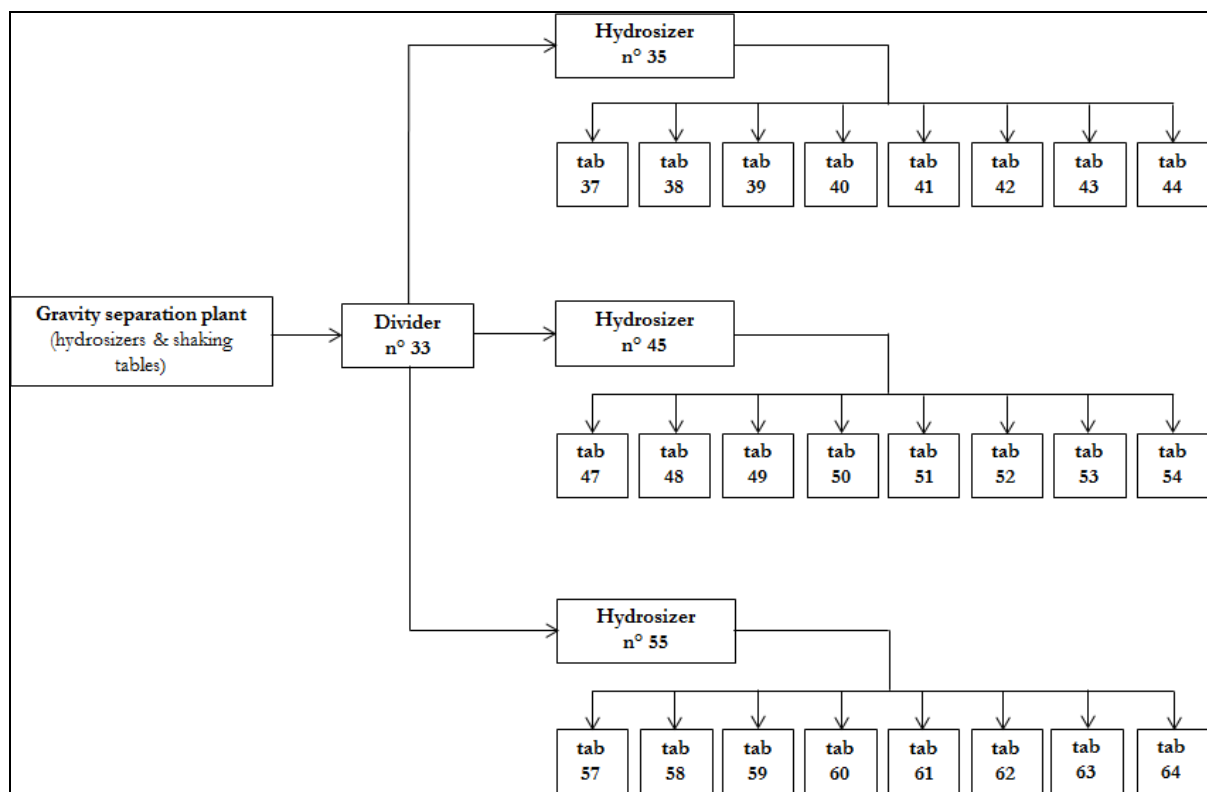 Hydrosizer
n° 35
tab
37
tab
38
tab
39
tab
40
tab
41
tab
42
tab
43
tab
44
Gravity separation plant
(hydrosizers & shaking
tables)
Divider
n° 33
Hydrosizer
n° 45
tab
47
tab
48
tab
49
tab
50
tab
51
tab
52
tab
53
tab
54
Hydrosizer
n° 55
tab
57
tab
58
tab
59
tab
60
tab
61
tab
62
tab
63
tab
64